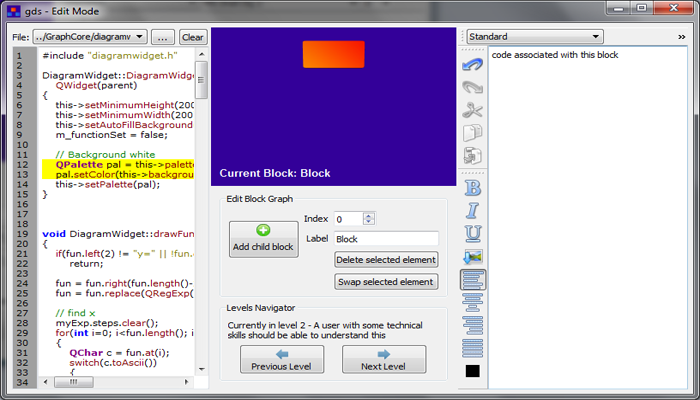 gds - Edit Mode
File: ../GraphCore/diagramv ... Clear
1 #include "diagramwidget.h"
2
3 DiagramWidget::DiagramWidge
4 QWidget(parent)
5 {
6 this->setMinimumHeight(200
7 this->setMinimumWidth(200
8 this->setAutoFillBackground
9 m_functionSet = false;
10
11 // Background white
12 QPalette pal = this->palette
13 pal.setColor(this->backgrou
14 this->setPalette(pal);
15 }
16
17
18 void DiagramWidget::drawFun
20 {
21 if(fun.left(2) != "y=" || !fun.
22 return;
23
24 fun = fun.right(fun.length()-
25 fun = fun.replace(QRegExp(
26
27 // find x
28 myExp.steps.clear();
29 for(int i=0; i<fun.length(); i
30 {
31 QChar c = fun.at(i);
32 switch(c.toAscii())
33 {
34
Current Block: Block
Edit Block Graph
Add child block
Index 0
Label Block
Delete selected element
Swap selected element
Levels Navigator
Currently in level 2 - A user with some technical
skills should be able to understand this
Previous Level
Next Level
Standard »
B
I
U
code associated with this block